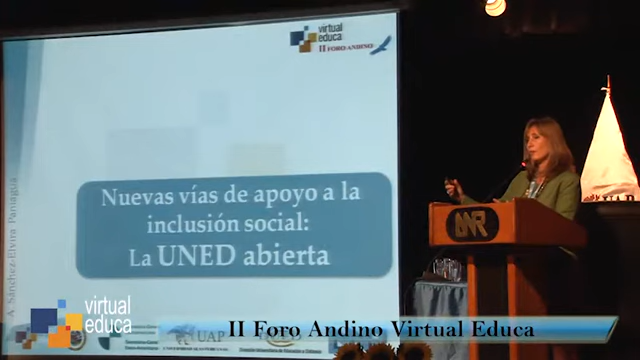 virtual
educa
II FORO ANDINO
Nuevas vías de apoyo a la
inclusión social:
La UNED abierta
A. Sánchez-Elvira Paniagua
ANR
virtual
educa
UAP
II Foro Andino Virtual Educa